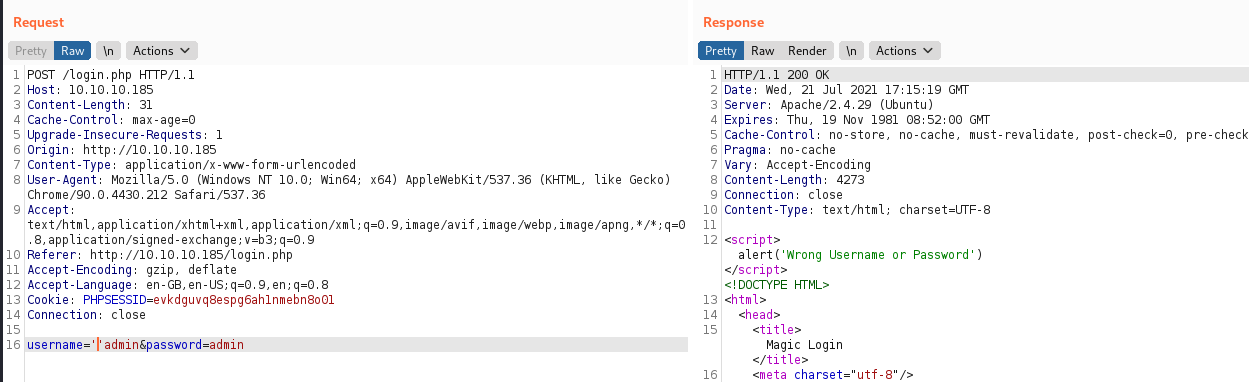 Request
Pretty Raw \n Actions
1 POST /login.php HTTP/1.1
2 Host: 10.10.10.185
3 Content-Length: 31
4 Cache-Control: max-age=0
5 Upgrade-Insecure-Requests: 1
6 Origin: http://10.10.10.185
7 Content-Type: application/x-www-form-urlencoded
8 User-Agent: Mozilla/5.0 (Windows NT 10.0; Win64; x64) AppleWebKit/537.36 (KHTML, like Gecko)
Chrome/90.0.4430.212 Safari/537.36
9 Accept:
text/html,application/xhtml+xml,application/xml;q=0.9,image/avif,image/webp,image/apng,*/*;q=0
.8,application/signed-exchange;v=b3;q=0.9
10 Referer: http://10.10.10.185/login.php
11 Accept-Encoding: gzip, deflate
12 Accept-Language: en-GB,en-US;q=0.9,en;q=0.8
13 Cookie: PHPSESSID=evkdguvq8espg6ah1nmebn8o01
14 Connection: close
15
16 username=''admin&password=admin
Response
Pretty Raw Render \n Actions
1 HTTP/1.1 200 OK
2 Date: Wed, 21 Jul 2021 17:15:19 GMT
3 Server: Apache/2.4.29 (Ubuntu)
4 Expires: Thu, 19 Nov 1981 08:52:00 GMT
5 Cache-Control: no-store, no-cache, must-revalidate, post-check=0, pre-check
6 Pragma: no-cache
7 Vary: Accept-Encoding
8 Content-Length: 4273
9 Connection: close
10 Content-Type: text/html; charset=UTF-8
11
12 <script>
alert('Wrong Username or Password')
</script>
<!DOCTYPE HTML>
13 <html>
14 <head>
15 <title>
Magic Login
</title>
16 <meta charset="utf-8"/>